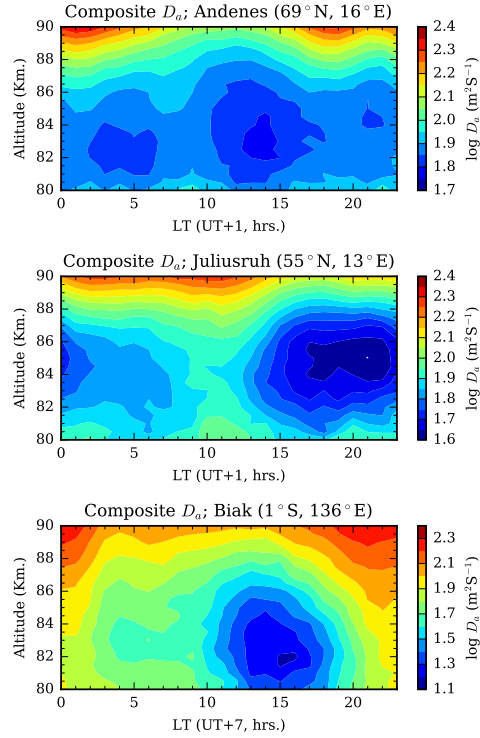 Composite Dₐ; Andenes (69°N, 16°E)
90
88
86
84
82
80
Altitude (Km.)
0 5 10 15 20
LT (UT+1, hrs.)
2.4
2.3
2.2
2.1
2.0
1.9
1.8
1.7
log Dₐ (m²S⁻¹)
Composite Dₐ; Juliusruh (55°N, 13°E)
90
88
86
84
82
80
Altitude (Km.)
0 5 10 15 20
LT (UT+1, hrs.)
2.4
2.3
2.2
2.1
2.0
1.9
1.8
1.7
1.6
log Dₐ (m²S⁻¹)
Composite Dₐ; Biak (1°S, 136°E)
90
88
86
84
82
80
Altitude (Km.)
0 5 10 15 20
LT (UT+7, hrs.)
2.3
2.1
1.9
1.7
1.5
1.3
1.1
log Dₐ (m²S⁻¹)